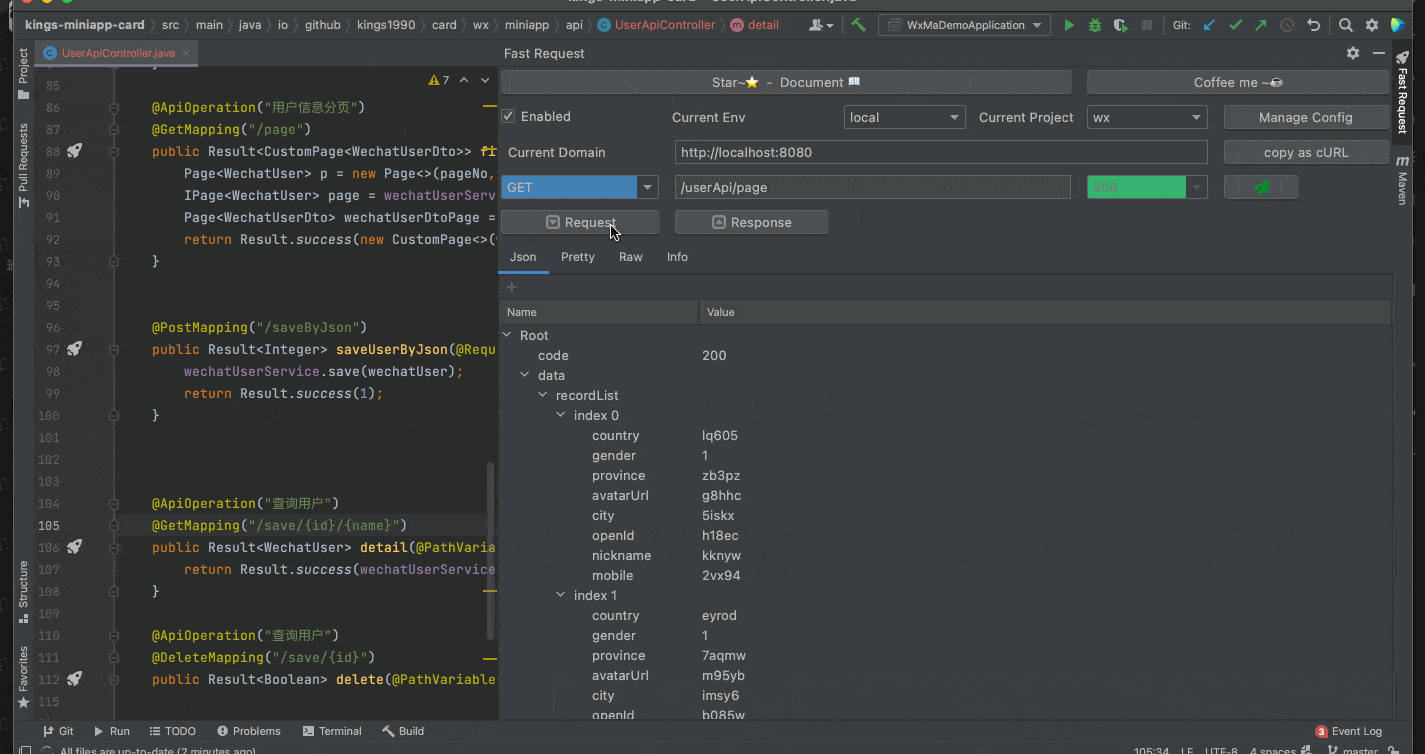 kings-miniapp-card › src › main › java › io › github › kings1990 › card › wx › miniapp › api › UserApiController › detail
WxMaDemoApplication
Git:
UserApiController.java
Fast Request
Project
Pull Requests
Structure
Favorites
7
85
86 @ApiOperation("用户信息分页")
87 @GetMapping("/page")
88 public Result<CustomPage<WechatUserDto>>
89 Page<WechatUser> p = new Page<>(pageNo,
90 IPage<WechatUser> page = wechatUserServ
91 Page<WechatUserDto> wechatUserDtoPage =
92 return Result.success(new CustomPage<>(
93 }
94
95
96 @PostMapping("/saveByJson")
97 public Result<Integer> saveUserByJson(@Requ
98 wechatUserService.save(wechatUser);
99 return Result.success(1);
100 }
101
102
103
104 @ApiOperation("查询用户")
105 @GetMapping("/save/{id}/{name}")
106 public Result<WechatUser> detail(@PathVaria
107 return Result.success(wechatUserService
108 }
109
110 @ApiOperation("查询用户")
111 @DeleteMapping("/save/{id}")
112 public Result<Boolean> delete(@PathVariable
115
Star~⭐ - Document 📖
Coffee me ~☕
Enabled
Current Env
local
Current Project
wx
Manage Config
Current Domain
http://localhost:8080
copy as cURL
GET
/userApi/page
200
Request
Response
Json Pretty Raw Info
+
Name Value
Root
code 200
data
recordList
index 0
country lq605
gender 1
province zb3pz
avatarUrl g8hhc
city 5iskx
openId h18ec
nickname kknyw
mobile 2vx94
index 1
country eyrod
gender 1
province 7aqmw
avatarUrl m95yb
city imsy6
openId b085w
Fast Request
m Maven
Git Run TODO Problems Terminal Build
3 Event Log
All files are up-to-date (2 minutes ago)
105:34 LF UTF-8 4 spaces master